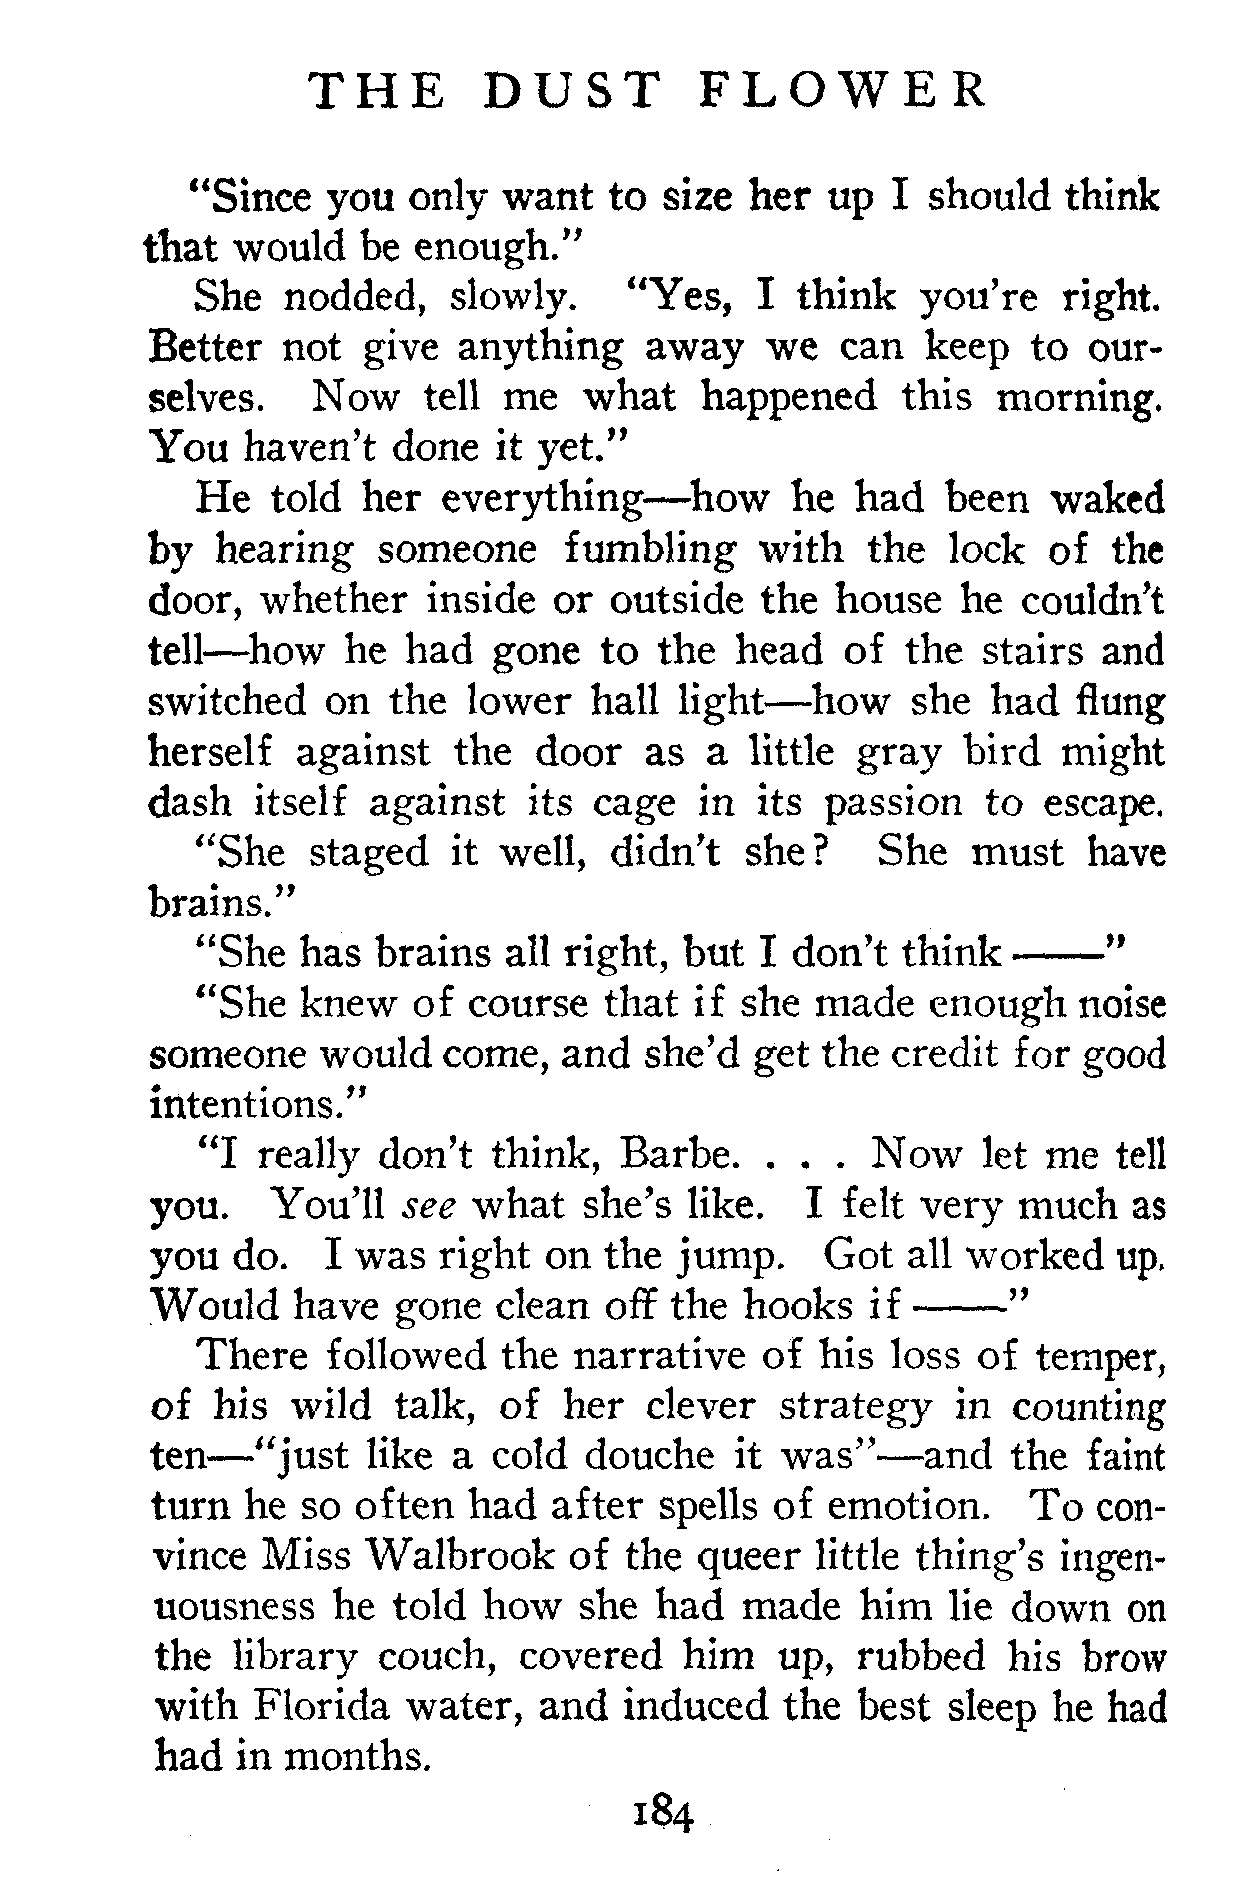 THE DUST FLOWER
"Since you only want to size her up I should think
that would be enough."
She nodded, slowly. "Yes, I think you're right.
Better not give anything away we can keep to our-
selves. Now tell me what happened this morning.
You haven't done it yet."
He told her everything—how he had been waked
by hearing someone fumbling with the lock of the
door, whether inside or outside the house he couldn't
tell—how he had gone to the head of the stairs and
switched on the lower hall light—how she had flung
herself against the door as a little gray bird might
dash itself against its cage in its passion to escape.
"She staged it well, didn't she? She must have
brains."
"She has brains all right, but I don't think——"
"She knew of course that if she made enough noise
someone would come, and she'd get the credit for good
intentions."
"I really don't think, Barbe. . . . Now let me tell
you. You'll see what she's like. I felt very much as
you do. I was right on the jump. Got all worked up.
Would have gone clean off the hooks if——"
There followed the narrative of his loss of temper,
of his wild talk, of her clever strategy in counting
ten—"just like a cold douche it was"—and the faint
turn he so often had after spells of emotion. To con-
vince Miss Walbrook of the queer little thing's ingen-
uousness he told how she had made him lie down on
the library couch, covered him up, rubbed his brow
with Florida water, and induced the best sleep he had
had in months.
184